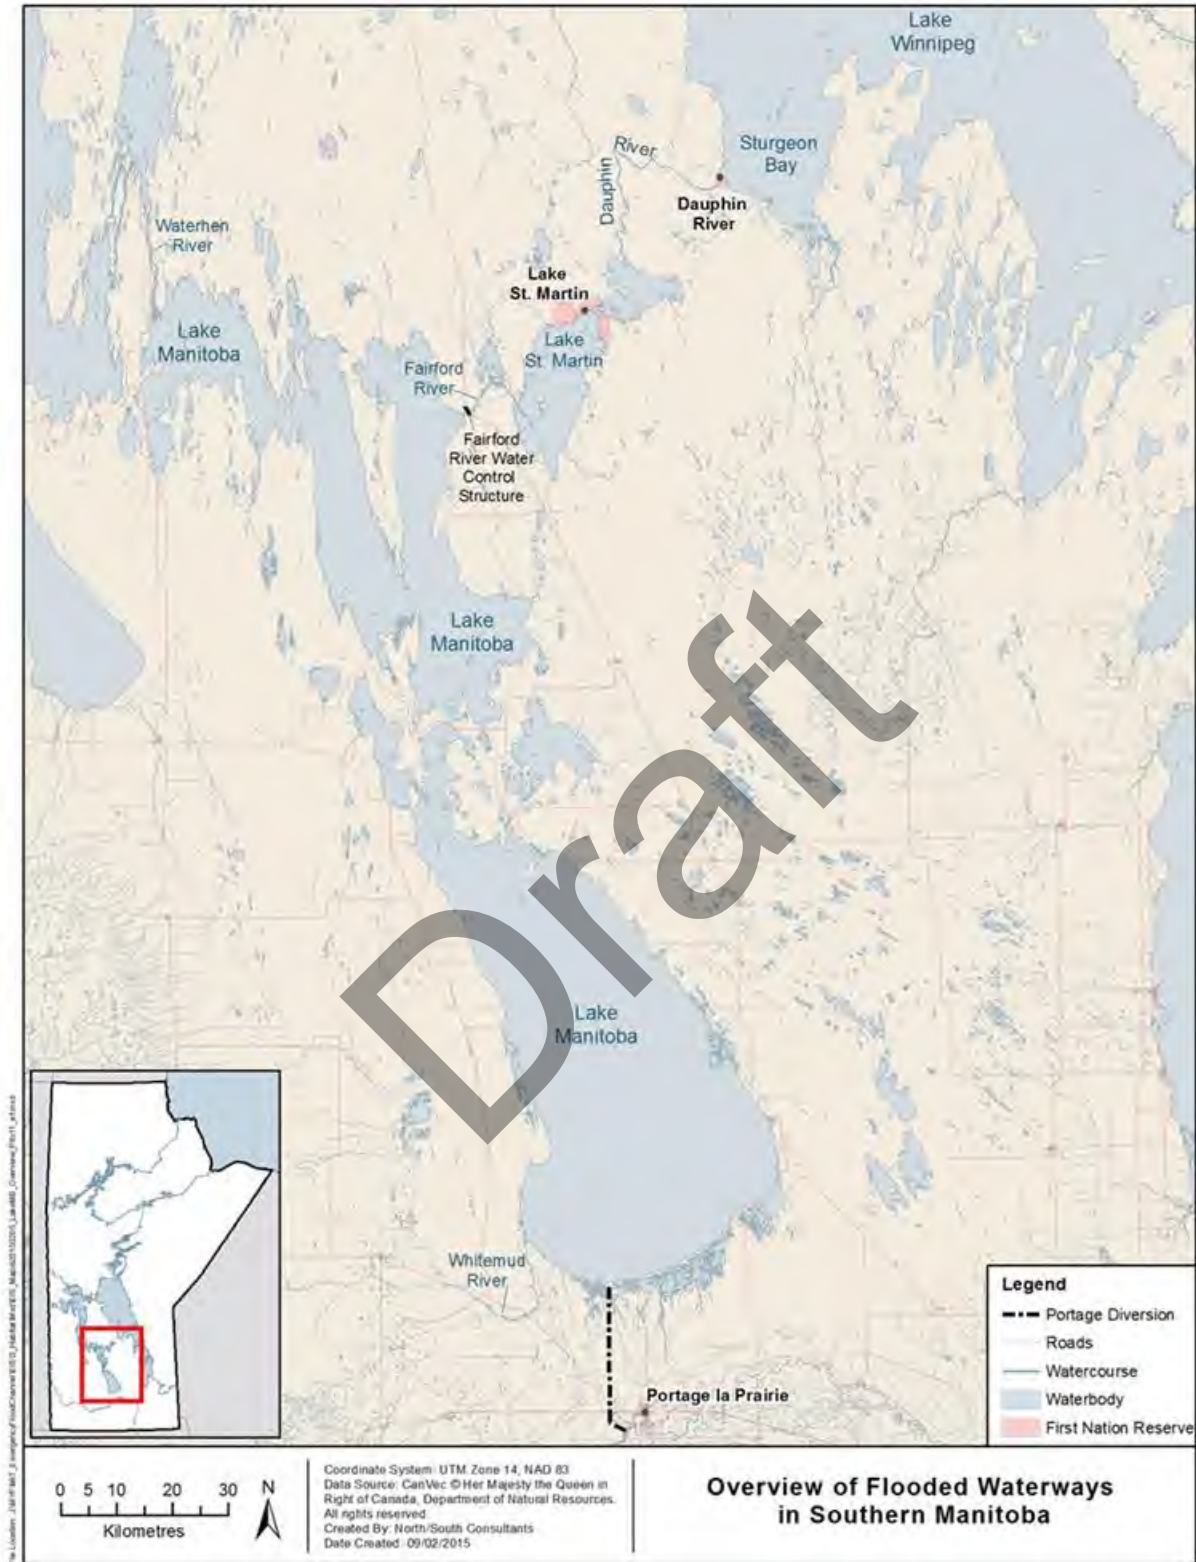 Lake
Winnipeg
River
Sturgeon
Bay
Dauphin
Dauphin
River
Waterhen
River
Lake
St. Martin
Lake
Manitoba
Lake
St. Martin
Fairford
River
Fairford
River Water
Control
Structure
Lake
Manitoba
Draft
Lake
Manitoba
Whitemud
River
Portage la Prairie
Legend
Portage Diversion
Roads
Watercourse
Waterbody
First Nation Reserve
0 5 10 20 30
Kilometres
N
Coordinate System: UTM Zone 14, NAD 83
Data Source: CanVec © Her Majesty the Queen in
Right of Canada, Department of Natural Resources.
All rights reserved.
Created By: North/South Consultants
Date Created: 09/02/2015
Overview of Flooded Waterways
in Southern Manitoba